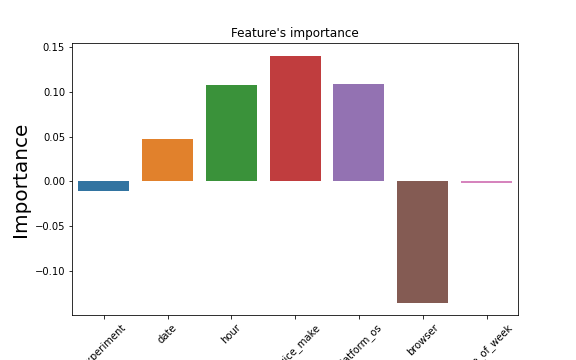 Feature's importance
Importance
0.15
0.10
0.05
0.00
−0.05
−0.10
periment
date
hour
ice_make
atform_os
browser
_of_week